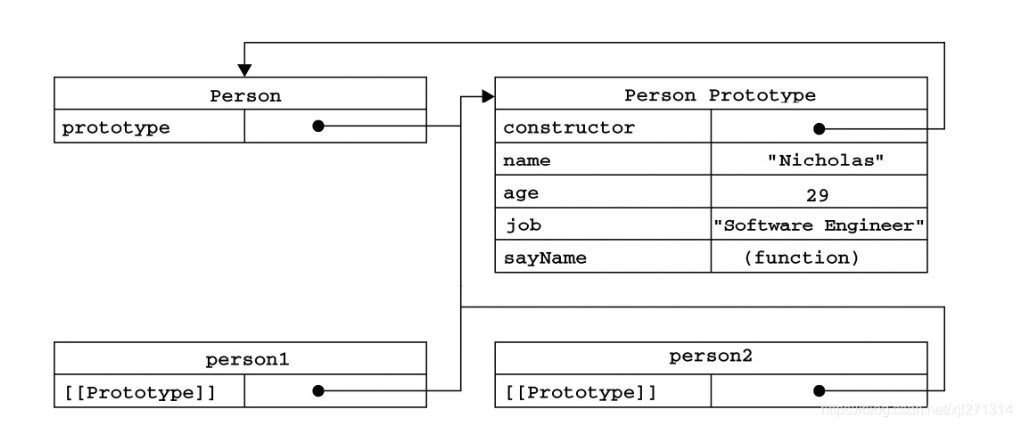 Person
prototype
Person Prototype
constructor
name "Nicholas"
age 29
job "Software Engineer"
sayName (function)
person1
[[Prototype]]
person2
[[Prototype]]
https://blog.csdn.net/xjl271314